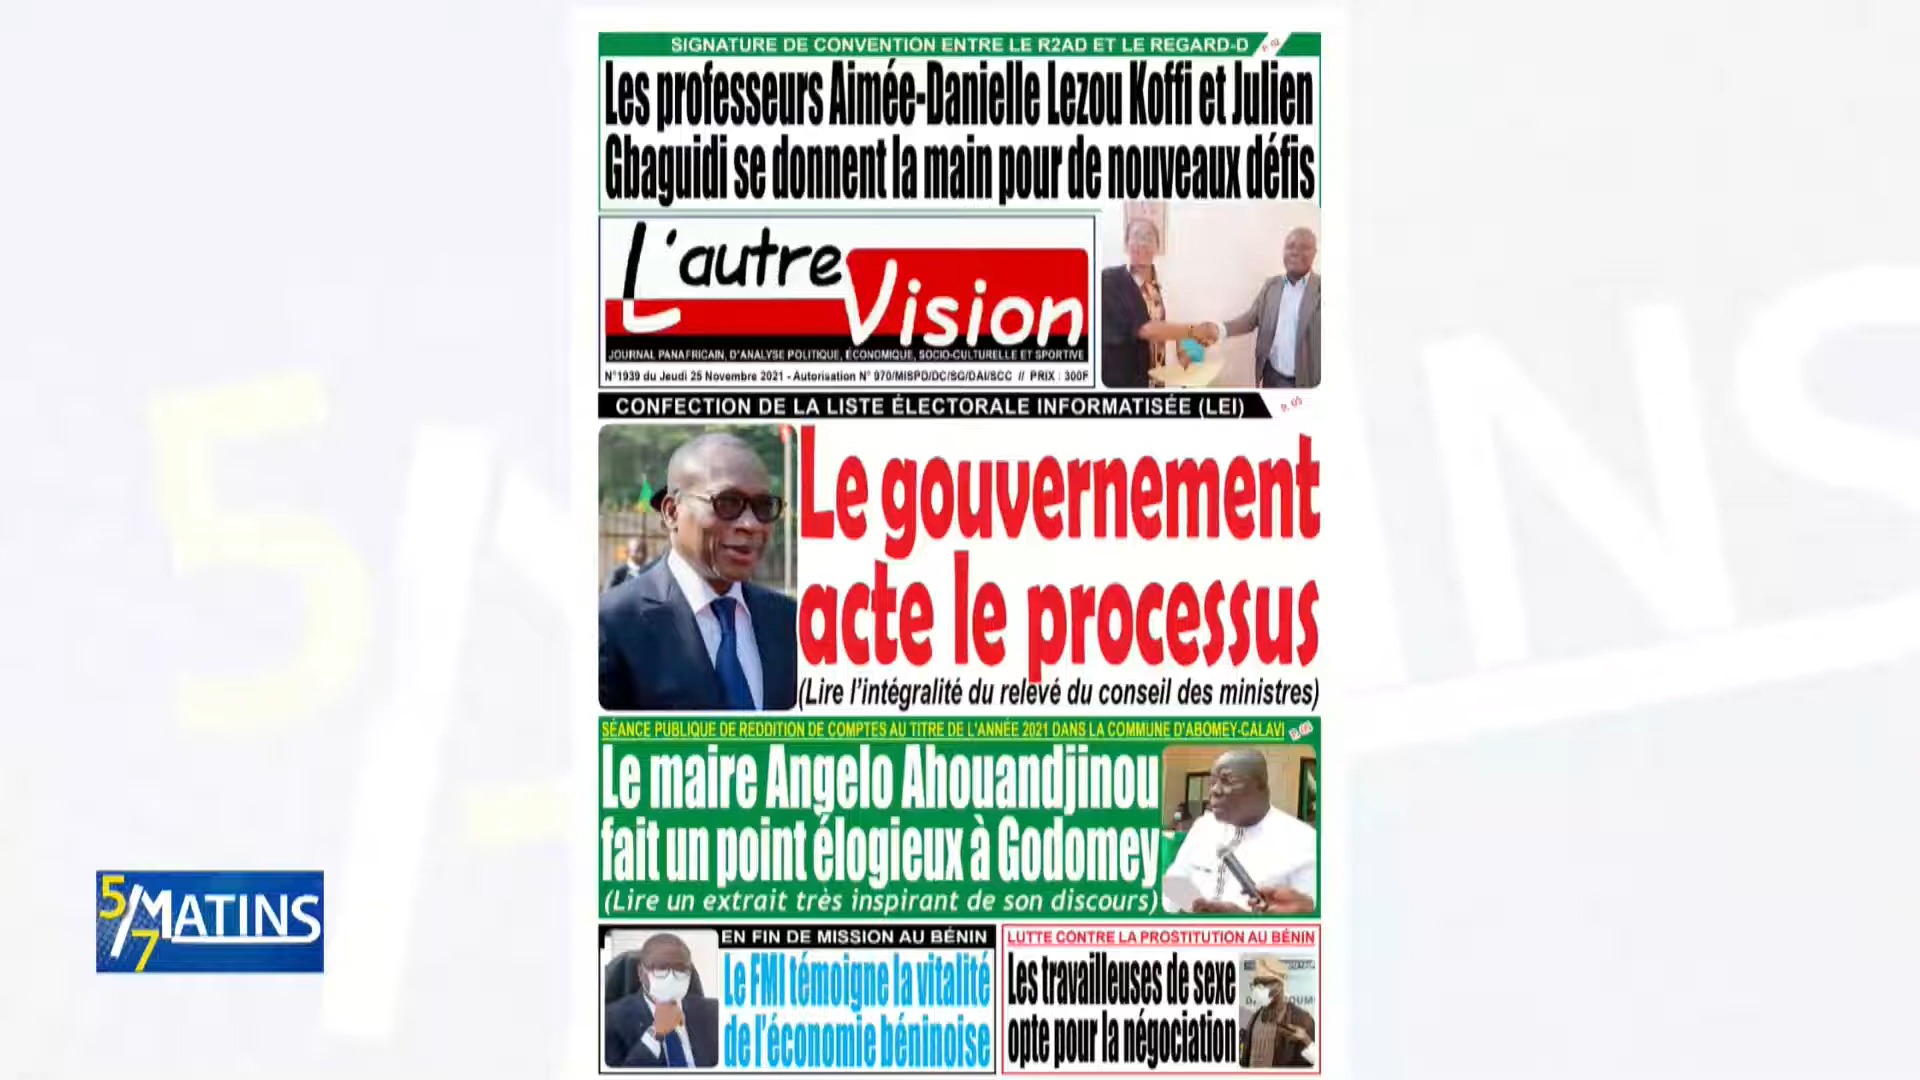 SIGNATURE DE CONVENTION ENTRE LE R2AD ET LE REGARD-D
P. 02
Les professeurs Aimée-Danielle Lezou Koffi et Julien
Gbaguidi se donnent la main pour de nouveaux défis
L'autre
Vision
JOURNAL PANAFRICAIN, D'ANALYSE POLITIQUE, ÉCONOMIQUE, SOCIO-CULTURELLE ET SPORTIVE
N°1939 du Jeudi 25 Novembre 2021 - Autorisation N° 970/MISPD/DC/SG/DAI/SCC // PRIX : 300F
CONFECTION DE LA LISTE ÉLECTORALE INFORMATISÉE (LEI)
P. 05
Le gouvernement
acte le processus
(Lire l'intégralité du relevé du conseil des ministres)
SÉANCE PUBLIQUE DE REDDITION DE COMPTES AU TITRE DE L'ANNÉE 2021 DANS LA COMMUNE D'ABOMEY-CALAVI
Le maire Angelo Ahouandjinou
fait un point élogieux à Godomey
(Lire un extrait très inspirant de son discours)
EN FIN DE MISSION AU BÉNIN
Le FMI témoigne la vitalité
de l'économie béninoise
LUTTE CONTRE LA PROSTITUTION AU BÉNIN
Les travailleuses de sexe
opte pour la négociation
5/7 MATINS